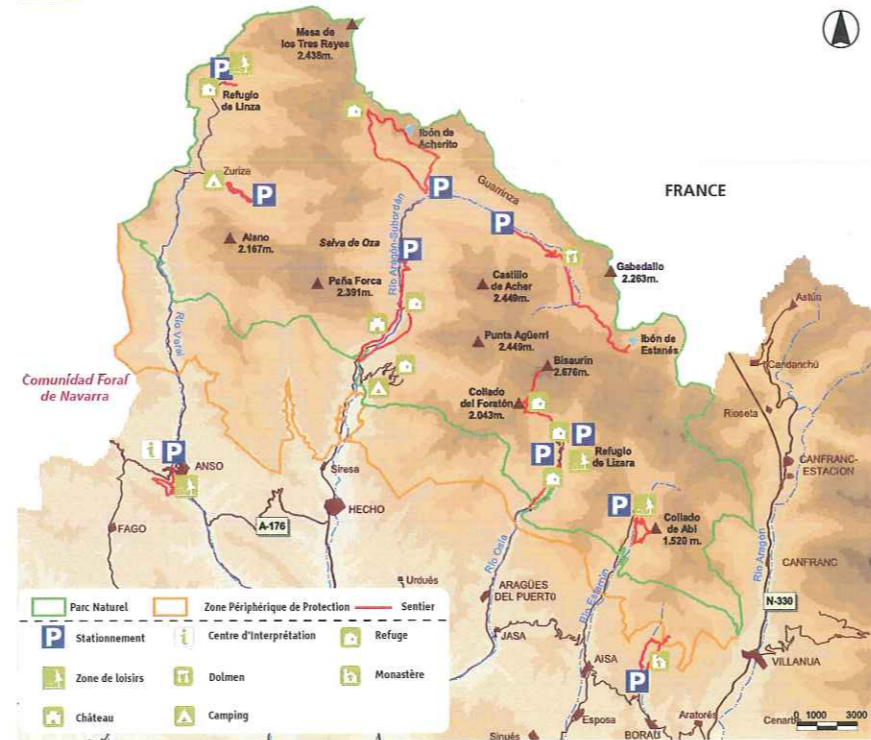 Mesa de
los Tres Reyes
2.438m.
P
Refugio
de Linza
Ibón de
Acherito
Zuriza
P
P
Guarrinza
FRANCE
P
Alano
2.167m.
Selva de Oza
Río Aragón-Subordán
P
Gabedallo
2.263m.
Peña Forca
2.391m.
Castillo
de Acher
2.449m.
Astún
Río Veral
Punta Agüerri
2.449m.
Ibón de
Estanés
Candanchú
Bisaurín
2.676m.
Comunidad Foral
de Navarra
Collado
del Foratón
2.043m.
Rioseta
P
P
Refugio
de Lizara
CANFRANC-
ESTACION
i
P
ANSO
Siresa
HECHO
P
Collado
de Abi
1.520 m.
FAGO
A-176
Río Osia
Río Estarrún
Río Aragón
CANFRANC
Urdués
ARAGÜES
DEL PUERTO
N-330
Parc Naturel
Zone Périphérique de Protection
Sentier
JASA
P
Stationnement
i
Centre d'Interprétation
Refuge
AISA
P
VILLANUA
Zone de loisirs
Dolmen
Monastère
Château
Camping
Sinués
Esposa
BORAU
Aratorés
Cenarbe
0 1000 3000